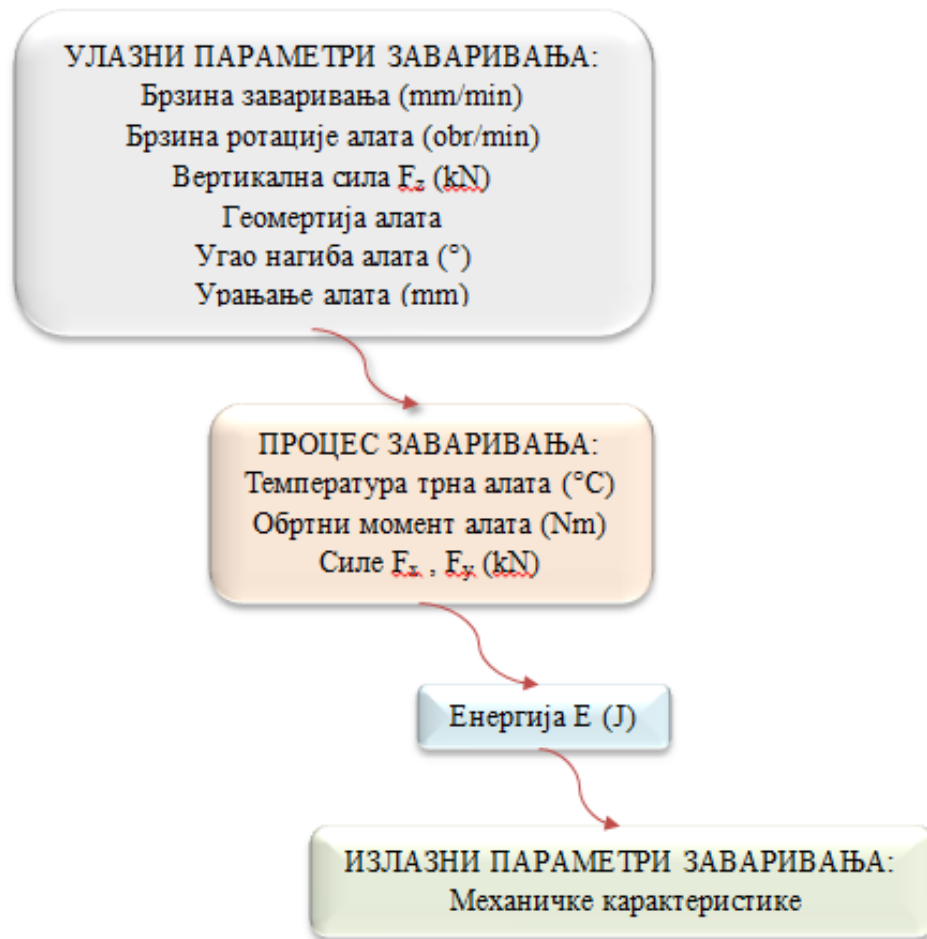 УЛАЗНИ ПАРАМЕТРИ ЗАВАРИВАЊА:
Брзина заваривања (mm/min)
Брзина ротације алата (obr/min)
Вертикална сила Fz (kN)
Геомертија алата
Угао нагиба алата (°)
Урањање алата (mm)
ПРОЦЕС ЗАВАРИВАЊА:
Температура трна алата (°C)
Обртни момент алата (Nm)
Силе Fx , Fy (kN)
Енергија Е (Ј)
ИЗЛАЗНИ ПАРАМЕТРИ ЗАВАРИВАЊА:
Механичке карактеристике